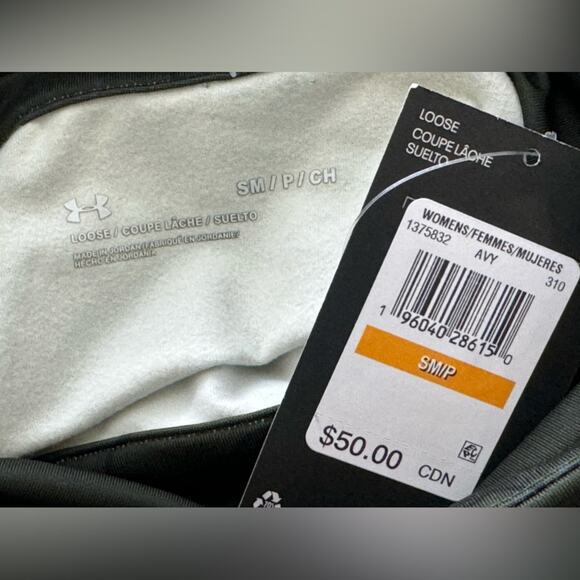 SM / P / CH
LOOSE / COUPE LÂCHE / SUELTO
MADE IN JORDAN / FABRIQUÉ EN JORDANIE /
HECHO EN JORDANIA
LOOSE
COUPE LÂCHE
SUELTO
WOMENS/FEMMES/MUJERES
1375832 AVY 310
1 96040 28615 0
SM/P
$50.00 CDN